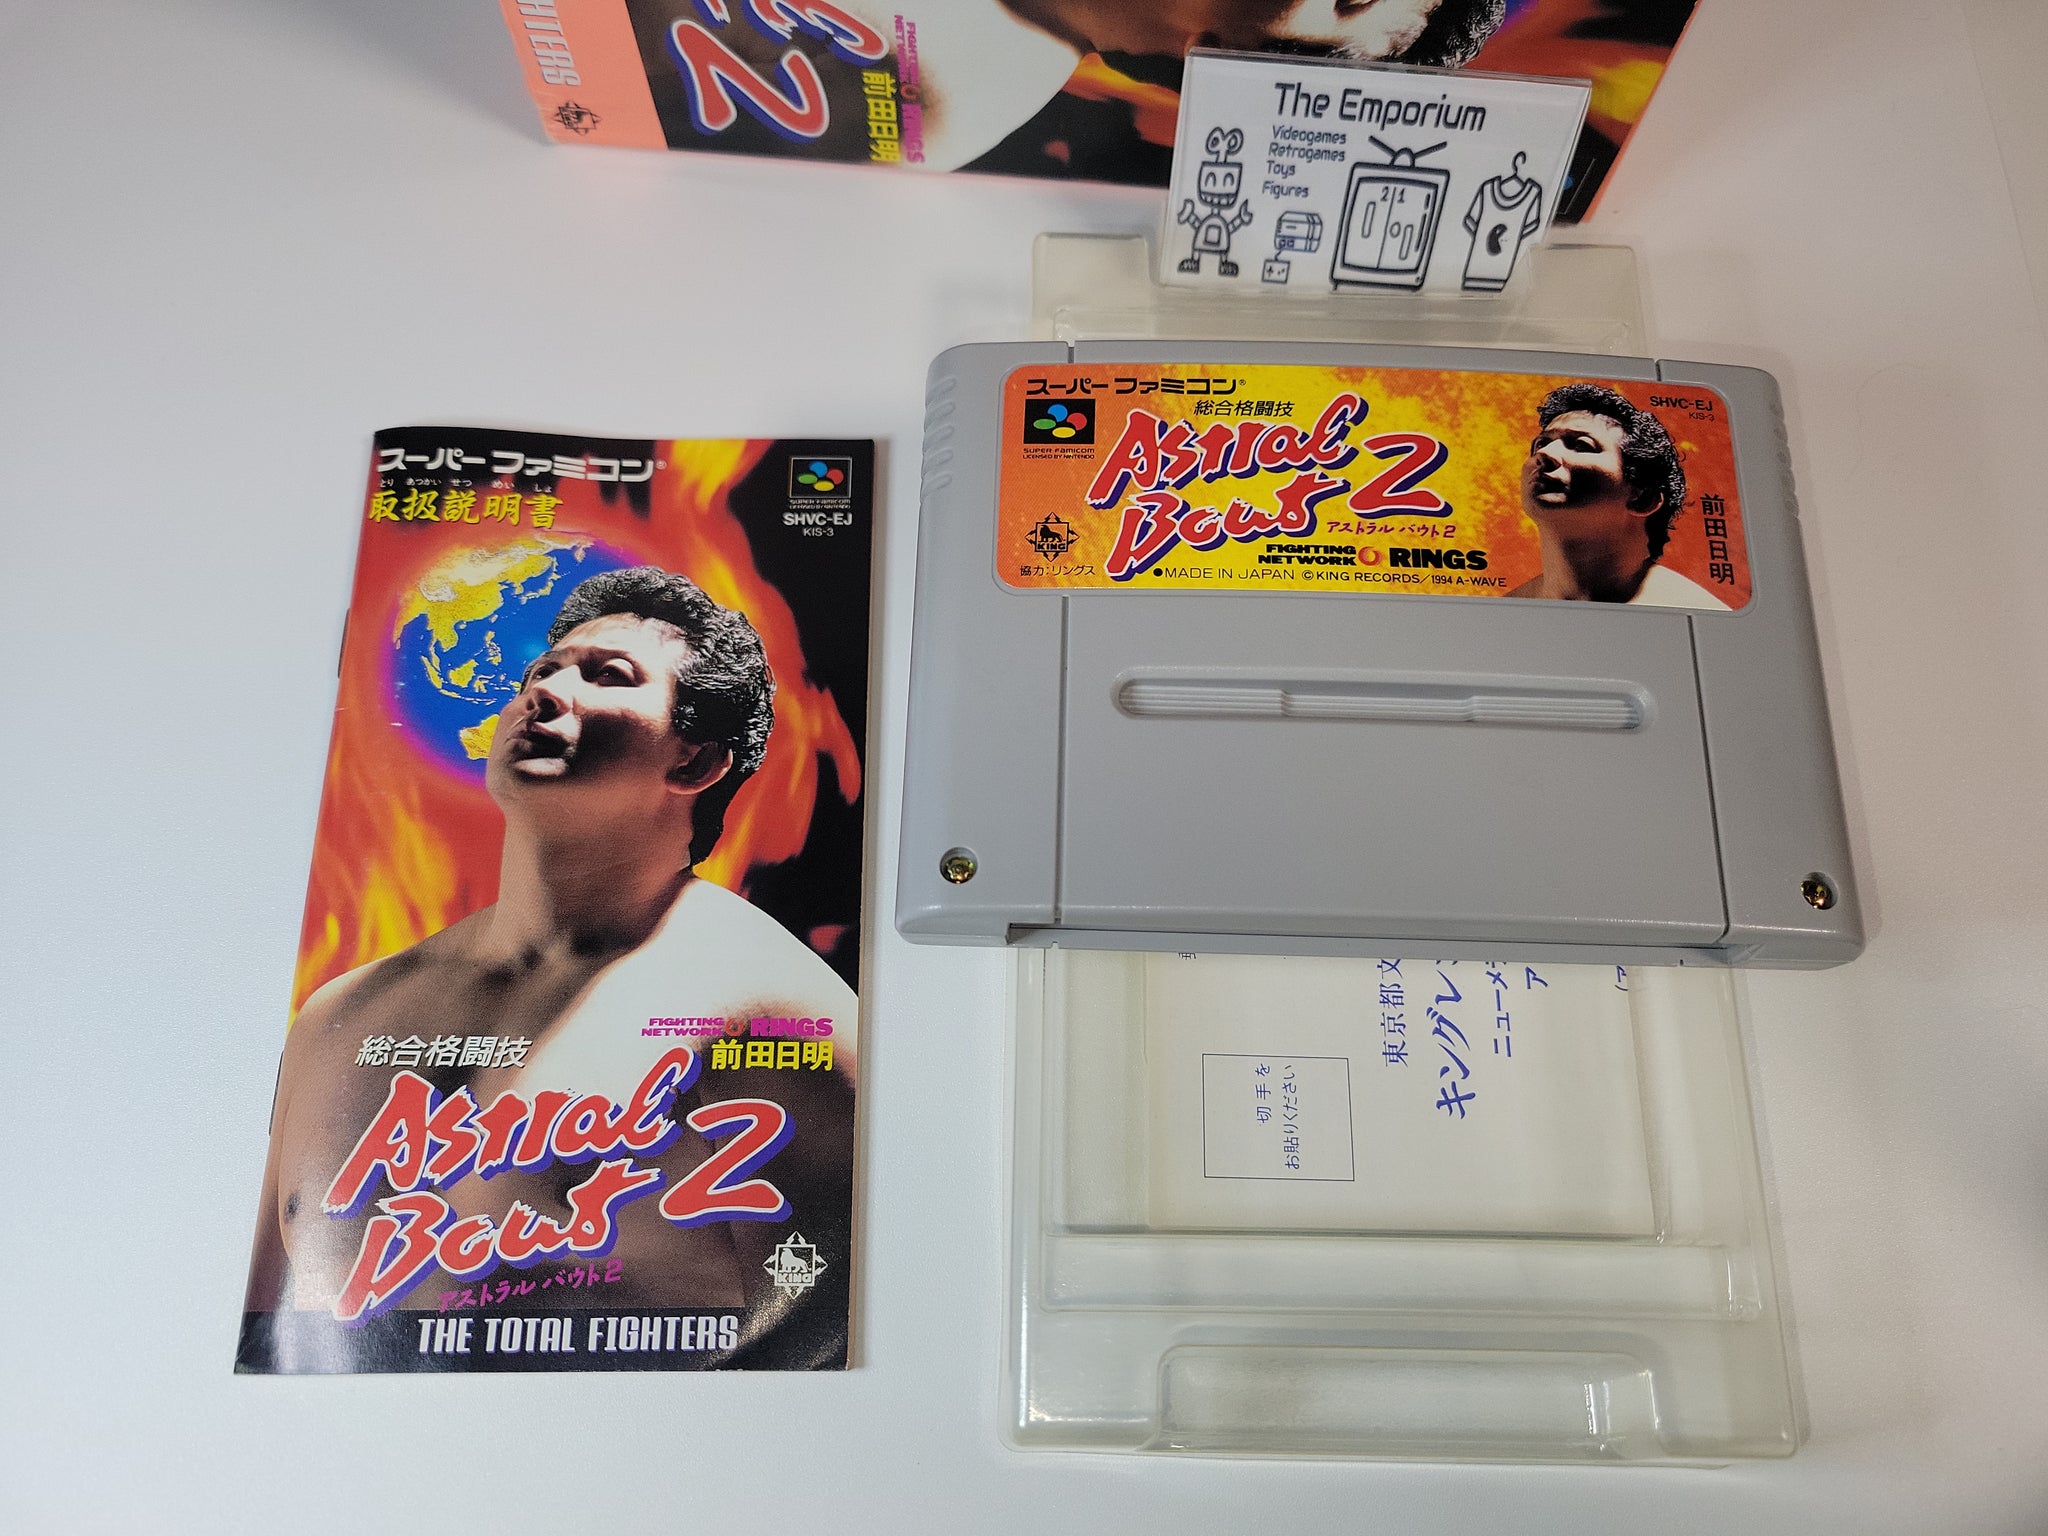 HTERS
2
FIGHTING
NETWORK RINGS
前田日明
The Emporium
Videogames
Retrogames
Toys
Figures
21
スーパーファミコン®
とり あつかい せつ めい しょ
取扱説明書
SUPER FAMICOM
SHVC-EJ
KIS-3
FIGHTING
NETWORK RINGS
前田日明
総合格闘技
Astral
Bout 2
アストラル バウト2
KING
THE TOTAL FIGHTERS
スーパーファミコン®
総合格闘技
SHVC-EJ
KIS-3
SUPER FAMICOM
LICENSED BY NINTENDO
Astral
Bout 2
アストラル バウト2
前田日明
KING
FIGHTING
NETWORK RINGS
協力:リングス
●MADE IN JAPAN ©KING RECORDS/1994 A-WAVE
東京都文
キングレコ
ニューメデ
ア
切手を
お貼りください